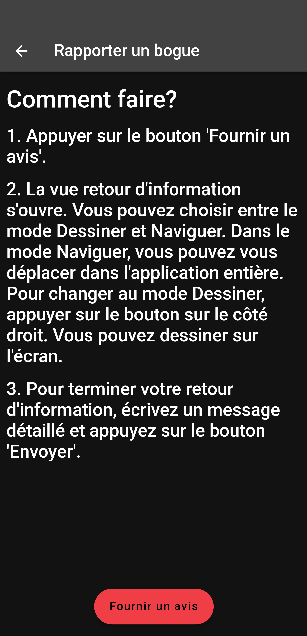 Rapporter un bogue
Comment faire?
1. Appuyer sur le bouton 'Fournir un
avis'.
2. La vue retour d'information
s'ouvre. Vous pouvez choisir entre le
mode Dessiner et Naviguer. Dans le
mode Naviguer, vous pouvez vous
déplacer dans l'application entière.
Pour changer au mode Dessiner,
appuyer sur le bouton sur le côté
droit. Vous pouvez dessiner sur
l'écran.
3. Pour terminer votre retour
d'information, écrivez un message
détaillé et appuyez sur le bouton
'Envoyer'.
Fournir un avis